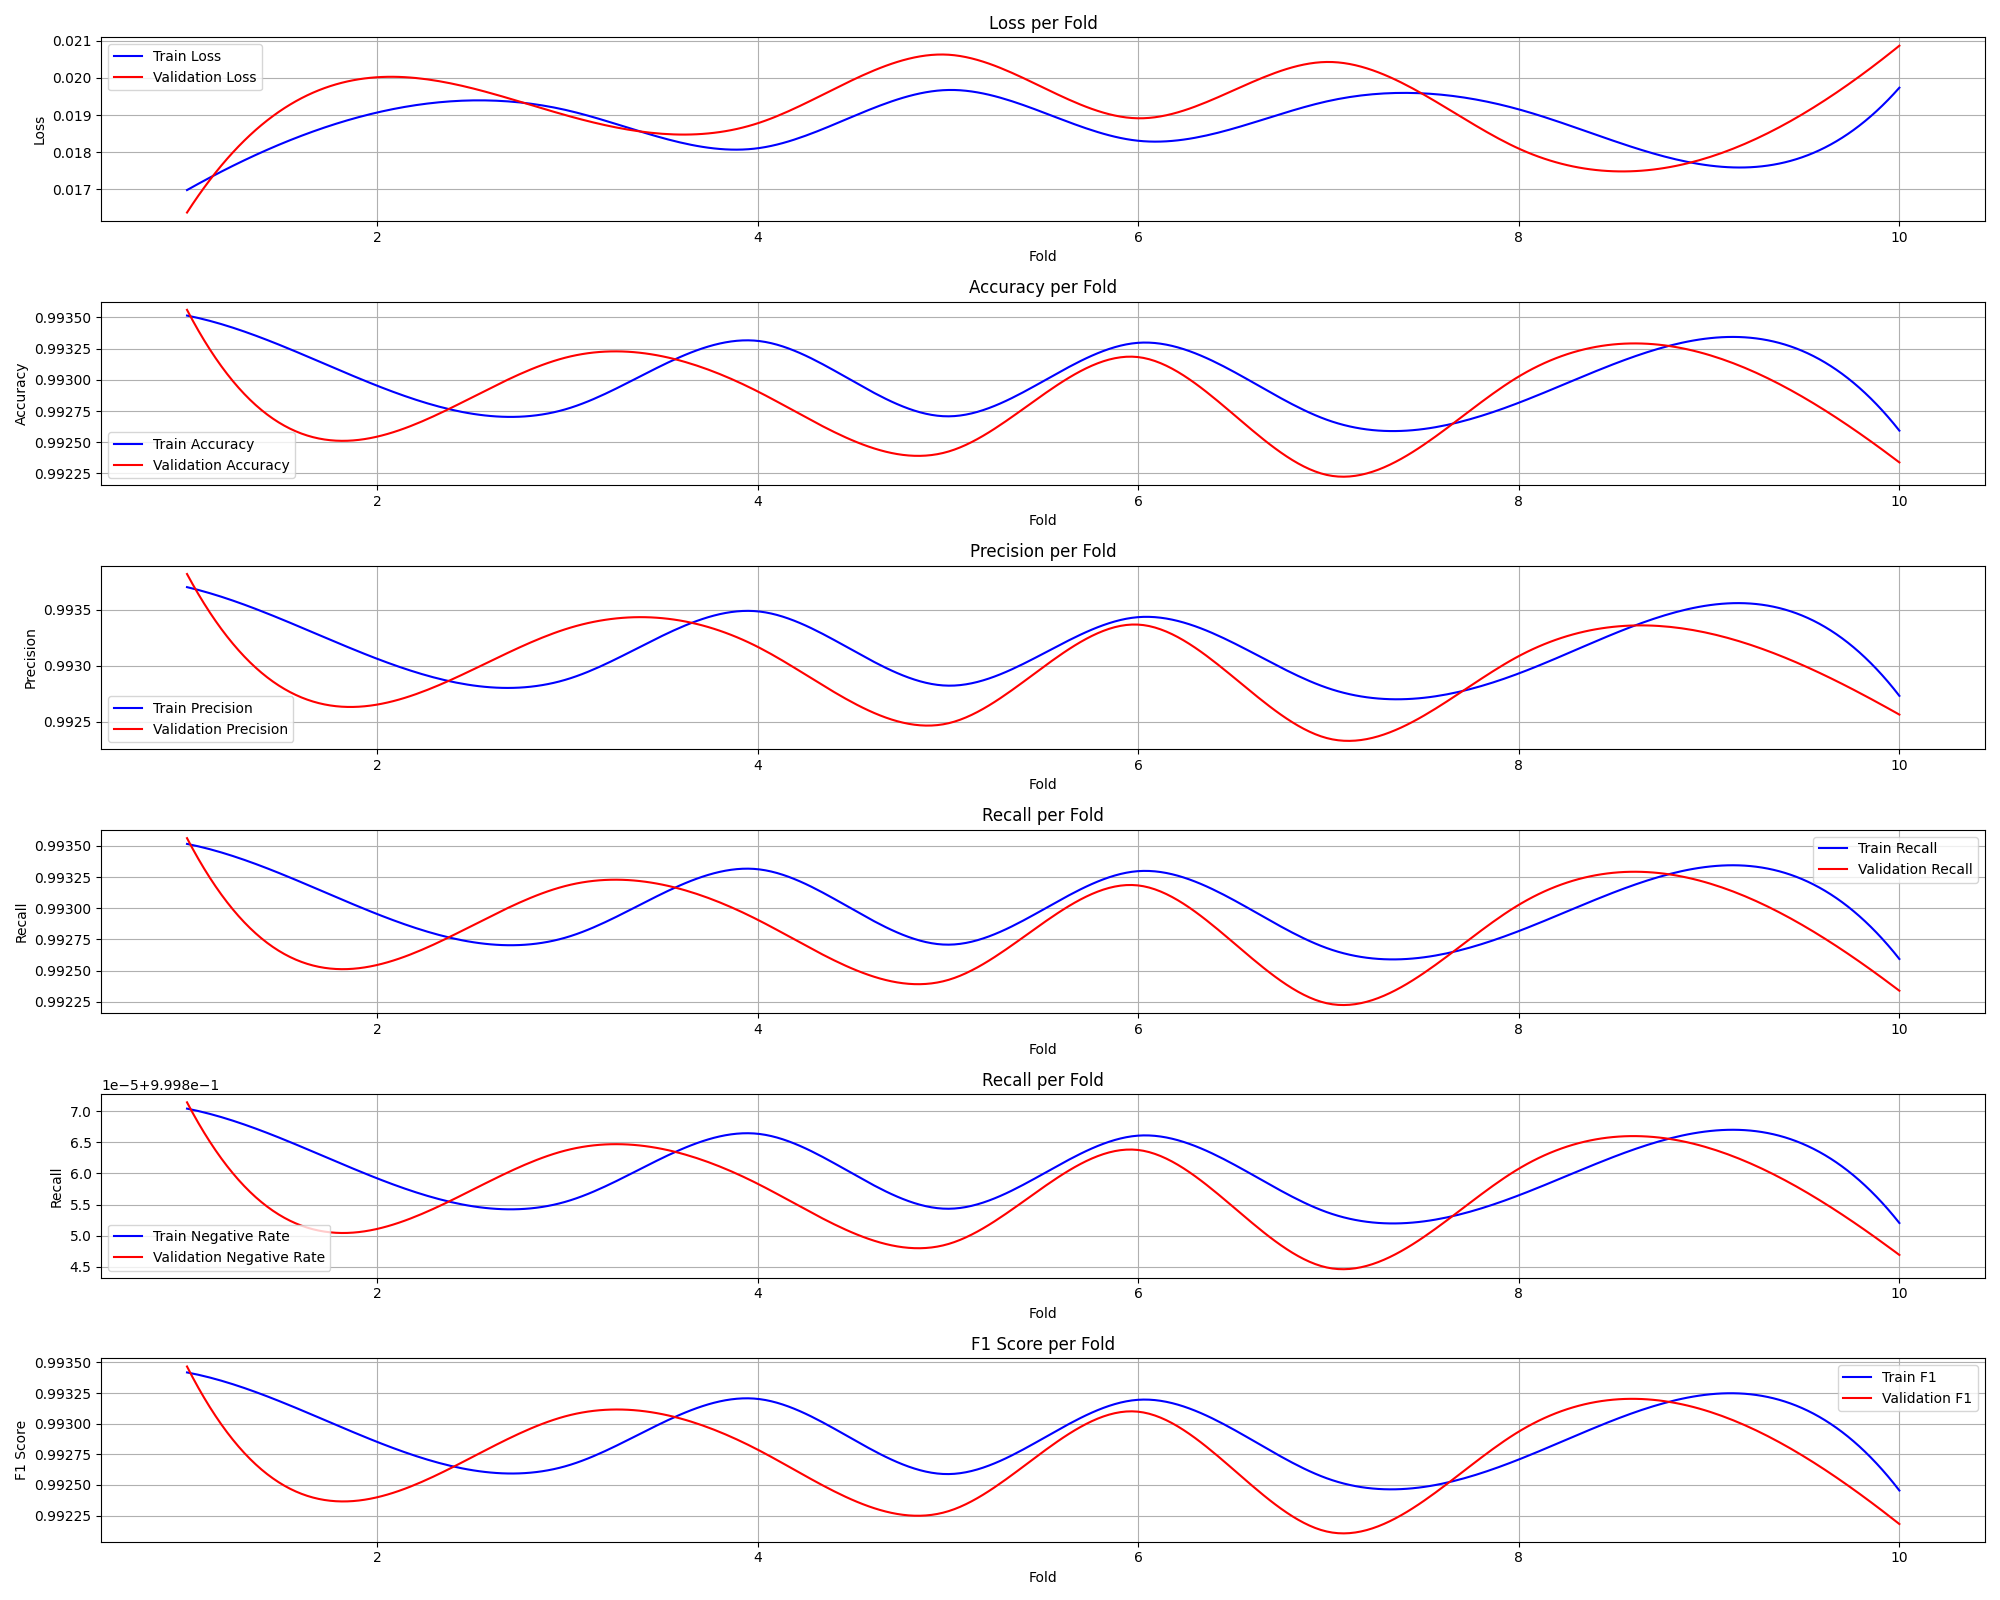 Loss per Fold
0.021
0.020
0.019
0.018
0.017
Loss
Train Loss
Validation Loss
2 4 6 8 10
Fold
Accuracy per Fold
0.99350
0.99325
0.99300
0.99275
0.99250
0.99225
Accuracy
Train Accuracy
Validation Accuracy
2 4 6 8 10
Fold
Precision per Fold
0.9935
0.9930
0.9925
Precision
Train Precision
Validation Precision
2 4 6 8 10
Fold
Recall per Fold
0.99350
0.99325
0.99300
0.99275
0.99250
0.99225
Recall
Train Recall
Validation Recall
2 4 6 8 10
Fold
1e−5+9.998e−1
Recall per Fold
7.0
6.5
6.0
5.5
5.0
4.5
Recall
Train Negative Rate
Validation Negative Rate
2 4 6 8 10
Fold
F1 Score per Fold
0.99350
0.99325
0.99300
0.99275
0.99250
0.99225
F1 Score
Train F1
Validation F1
2 4 6 8 10
Fold